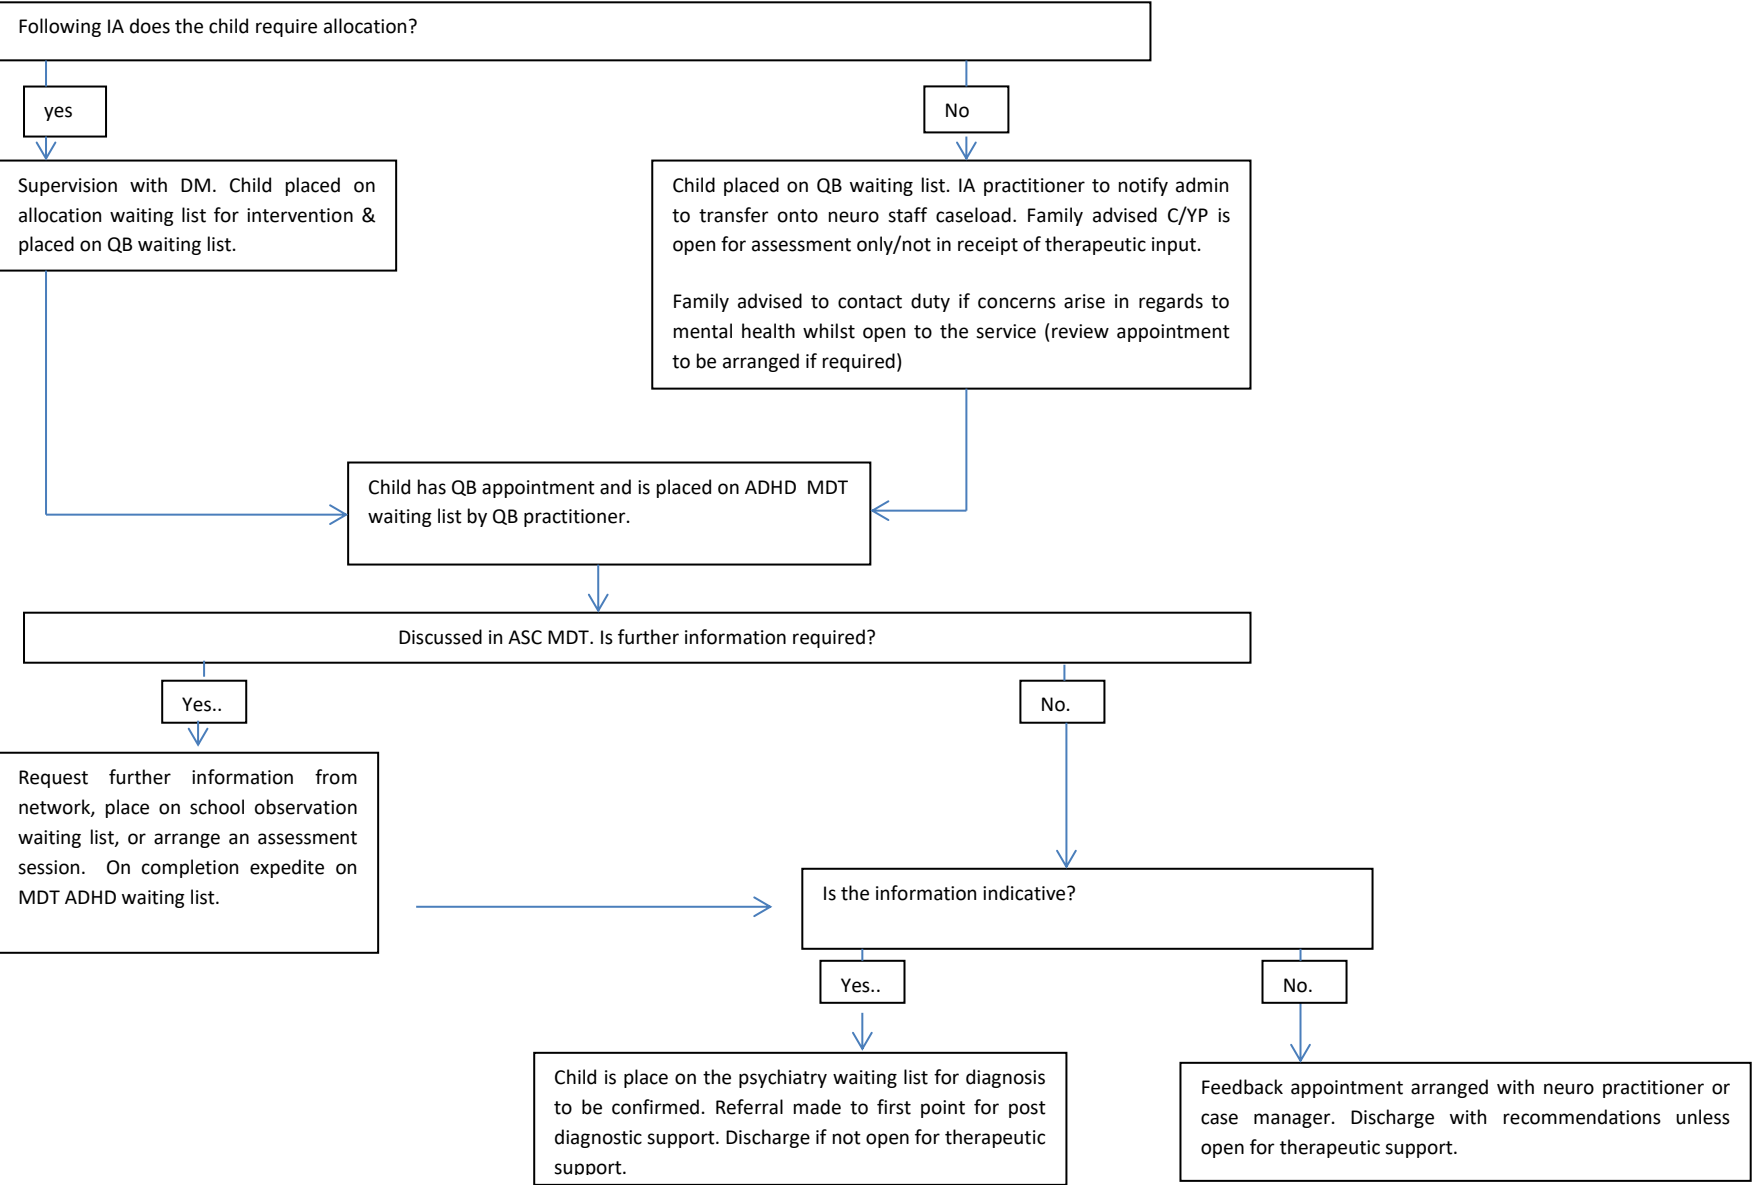 Following IA does the child require allocation?
yes
No
Supervision with DM. Child placed on
allocation waiting list for intervention &
placed on QB waiting list.
Child placed on QB waiting list. IA practitioner to notify admin
to transfer onto neuro staff caseload. Family advised C/YP is
open for assessment only/not in receipt of therapeutic input.
Family advised to contact duty if concerns arise in regards to
mental health whilst open to the service (review appointment
to be arranged if required)
Child has QB appointment and is placed on ADHD MDT
waiting list by QB practitioner.
Discussed in ASC MDT. Is further information required?
Yes..
No.
Request further information from
network, place on school observation
waiting list, or arrange an assessment
session. On completion expedite on
MDT ADHD waiting list.
Is the information indicative?
Yes..
No.
Child is place on the psychiatry waiting list for diagnosis
to be confirmed. Referral made to first point for post
diagnostic support. Discharge if not open for therapeutic
support.
Feedback appointment arranged with neuro practitioner or
case manager. Discharge with recommendations unless
open for therapeutic support.